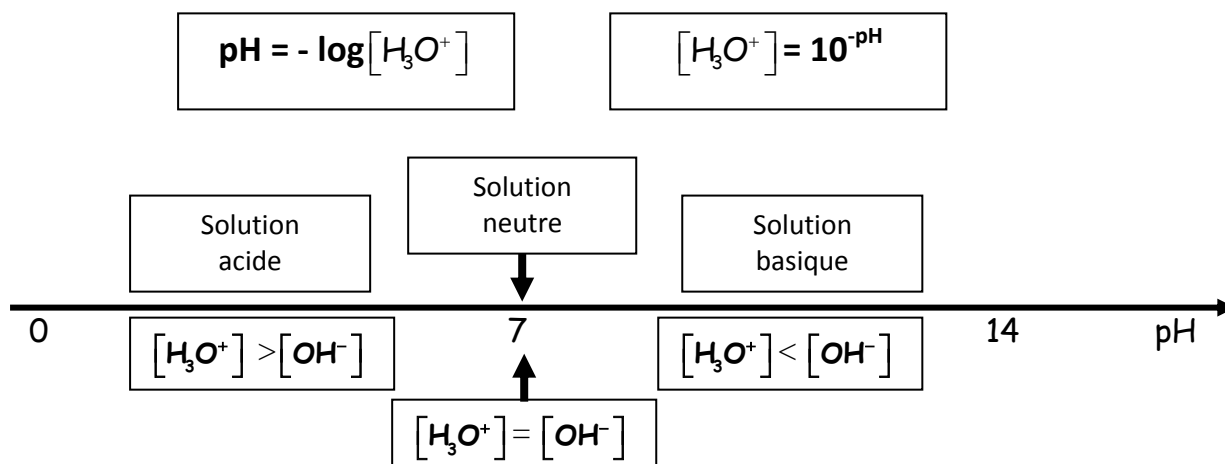 pH = - log[H₃O⁺]
[H₃O⁺] = 10⁻ᵖᴴ
Solution
neutre
Solution
acide
Solution
basique
0 7 14 pH
[H₃O⁺] > [OH⁻]
[H₃O⁺] < [OH⁻]
[H₃O⁺] = [OH⁻]